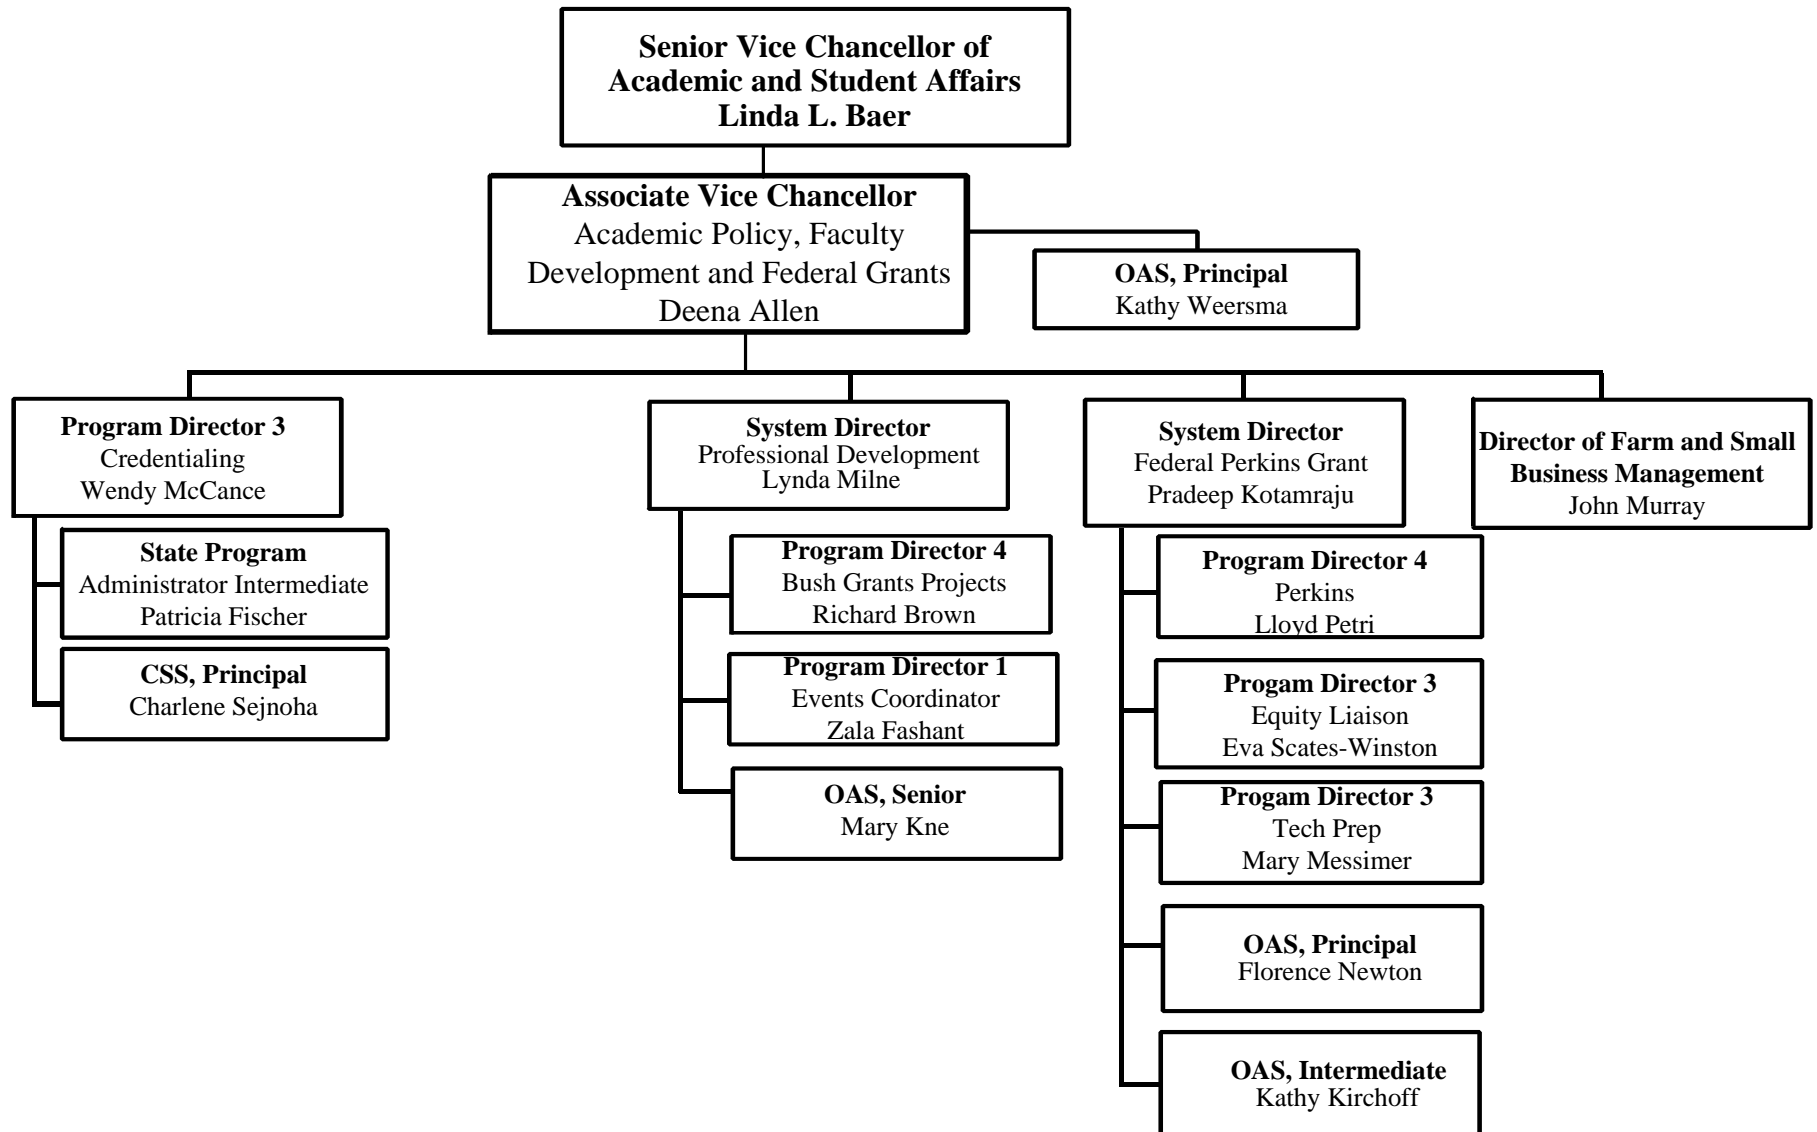 Senior Vice Chancellor of
Academic and Student Affairs
Linda L. Baer
Associate Vice Chancellor
Academic Policy, Faculty
Development and Federal Grants
Deena Allen
OAS, Principal
Kathy Weersma
Program Director 3
Credentialing
Wendy McCance
State Program
Administrator Intermediate
Patricia Fischer
CSS, Principal
Charlene Sejnoha
System Director
Professional Development
Lynda Milne
Program Director 4
Bush Grants Projects
Richard Brown
Program Director 1
Events Coordinator
Zala Fashant
OAS, Senior
Mary Kne
System Director
Federal Perkins Grant
Pradeep Kotamraju
Program Director 4
Perkins
Lloyd Petri
Progam Director 3
Equity Liaison
Eva Scates-Winston
Progam Director 3
Tech Prep
Mary Messimer
OAS, Principal
Florence Newton
OAS, Intermediate
Kathy Kirchoff
Director of Farm and Small
Business Management
John Murray